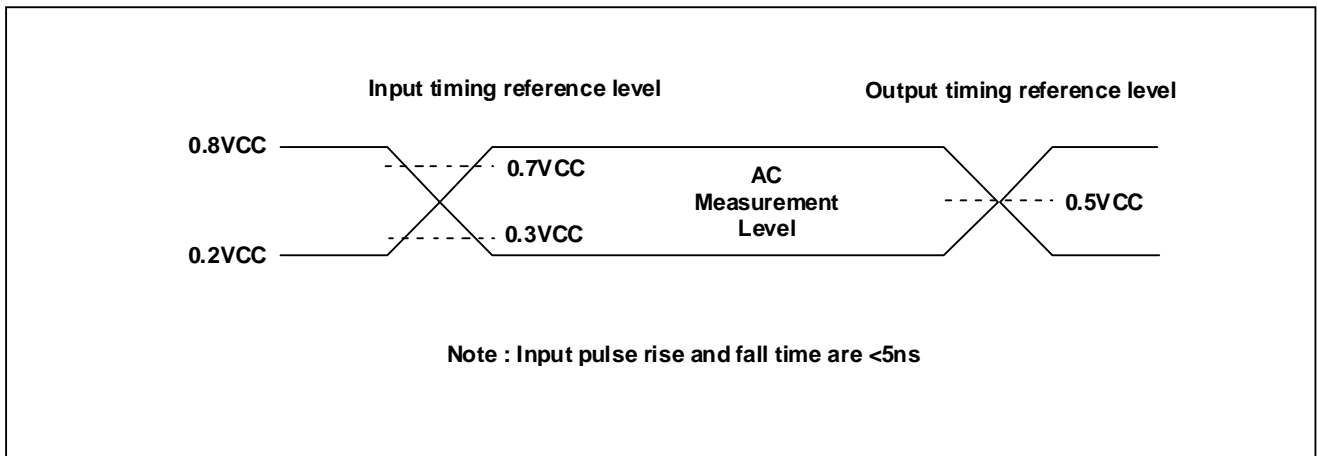 Input timing reference level
Output timing reference level
0.8VCC
0.7VCC
AC
Measurement
Level
0.5VCC
0.3VCC
0.2VCC
Note : Input pulse rise and fall time are <5ns